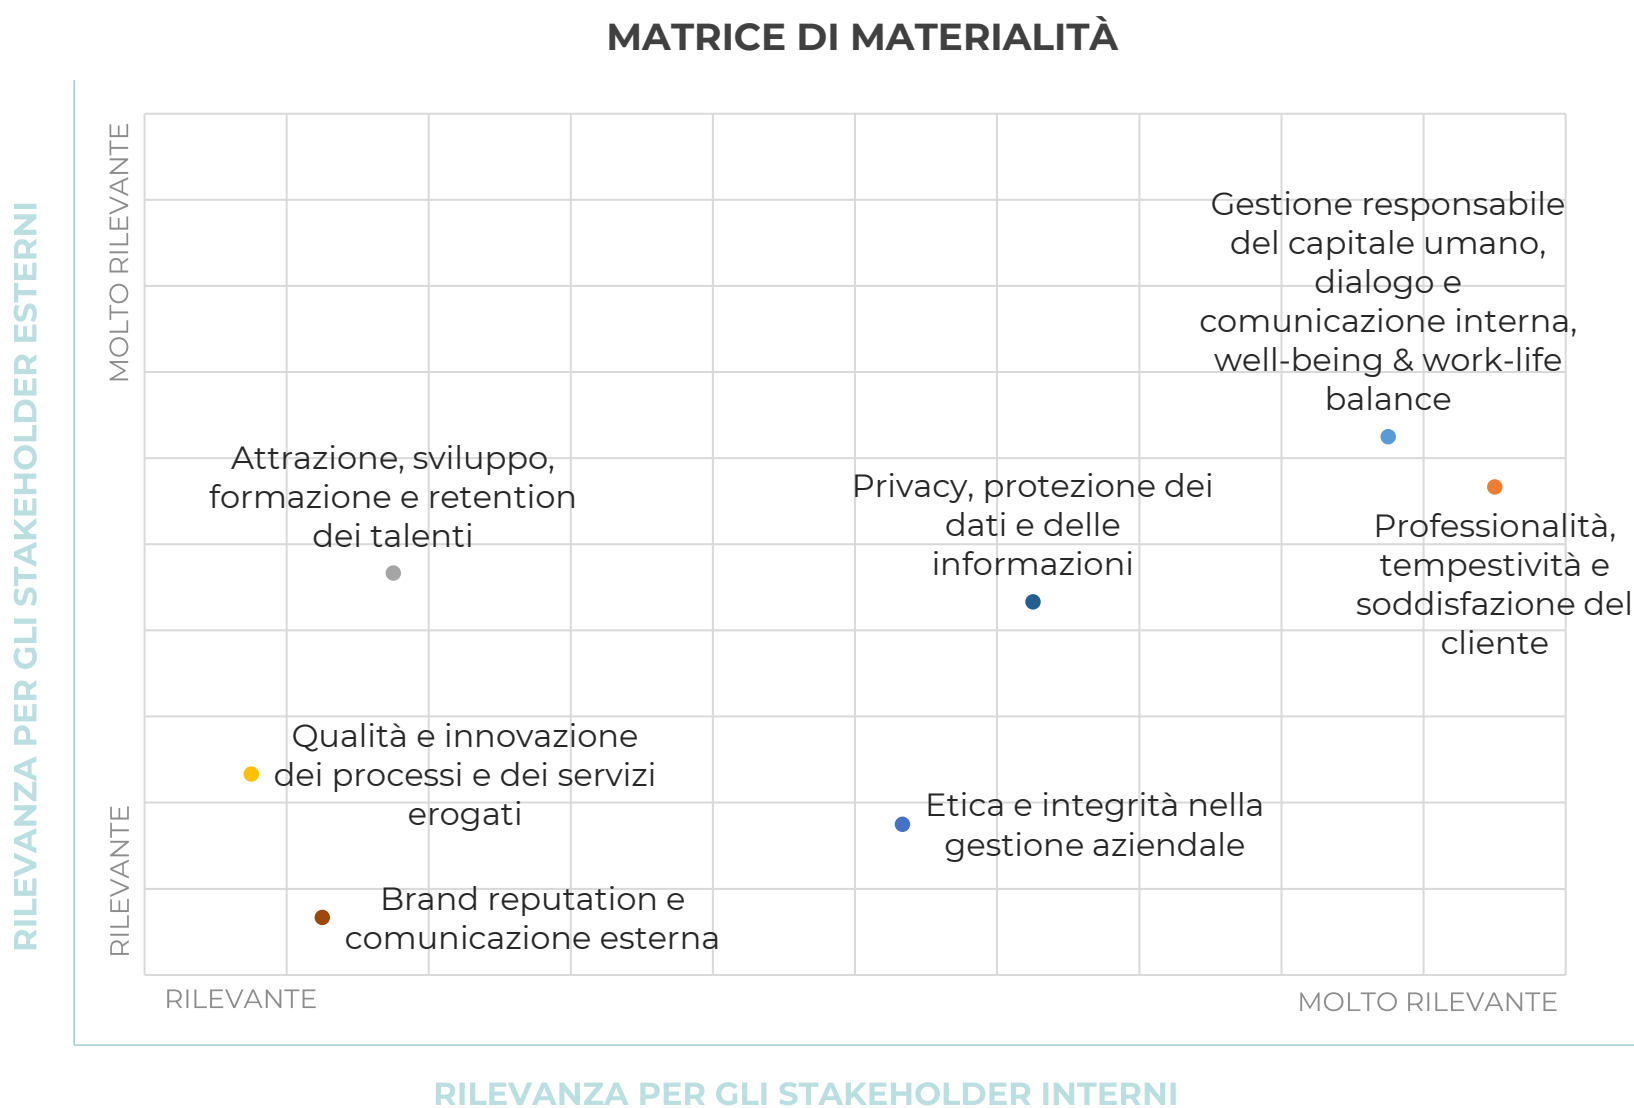 MATRICE DI MATERIALITÀ
RILEVANZA PER GLI STAKEHOLDER ESTERNI
MOLTO RILEVANTE
RILEVANTE
Gestione responsabile
del capitale umano,
dialogo e
comunicazione interna,
well-being & work-life
balance
Attrazione, sviluppo,
formazione e retention
dei talenti
Privacy, protezione dei
dati e delle
informazioni
Professionalità,
tempestività e
soddisfazione del
cliente
Qualità e innovazione
dei processi e dei servizi
erogati
Etica e integrità nella
gestione aziendale
Brand reputation e
comunicazione esterna
RILEVANTE
MOLTO RILEVANTE
RILEVANZA PER GLI STAKEHOLDER INTERNI